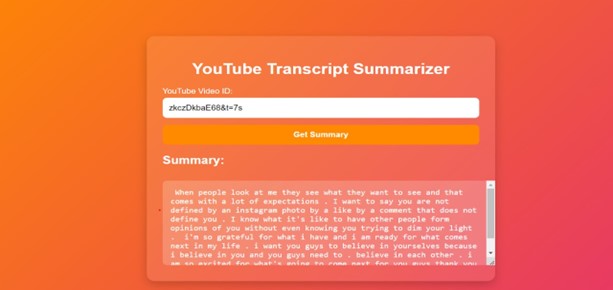 YouTube Transcript Summarizer
YouTube Video ID:
zkczDkbaE68&t=7s
Get Summary
Summary:
When people look at me they see what they want to see and that
comes with a lot of expectations . I want to say you are not
defined by an instagram photo by a like by a comment that does not
define you . I know what it's like to have other people form
opinions of you without even knowing you trying to dim your light
. i'm so grateful for what i have and i am ready for what comes
next in my life . i want you guys to believe in yourselves because
i believe in you and you guys need to . believe in each other . i
am so excited for what's going to come next for you guys thank you